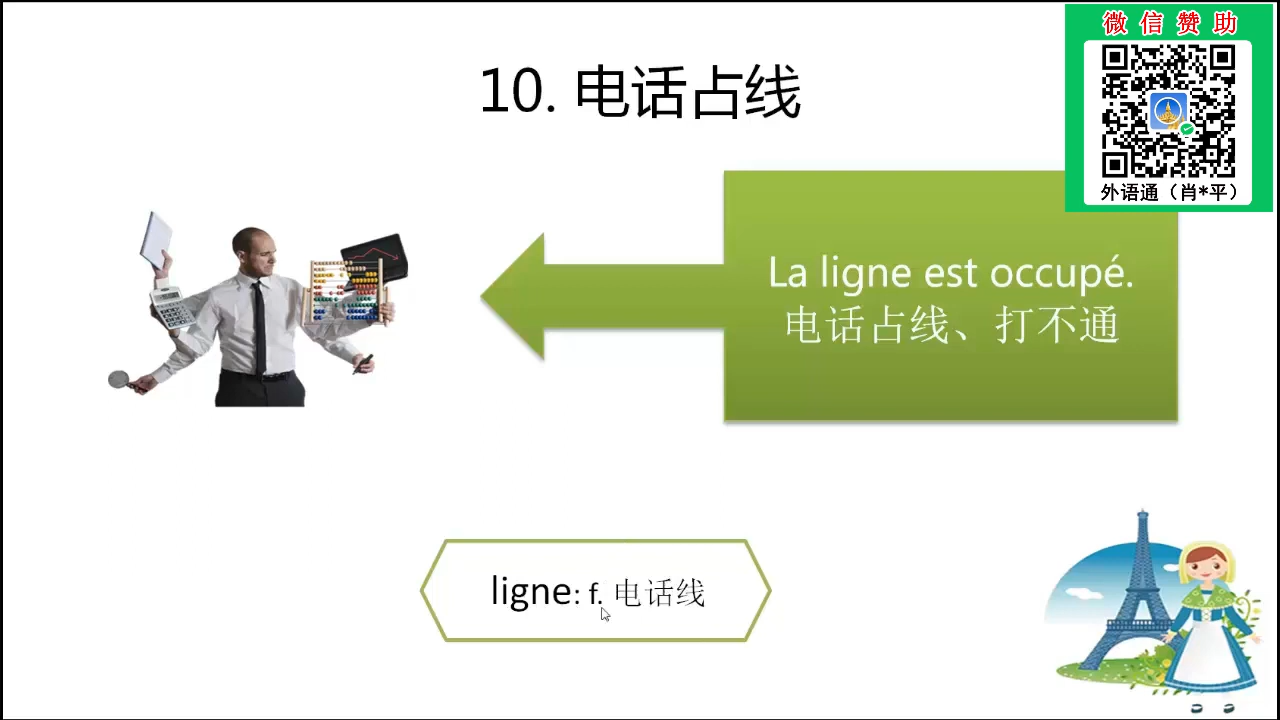 微信赞助
外语通（肖*平）
10. 电话占线
La ligne est occupé.
电话占线、打不通
ligne: f. 电话线